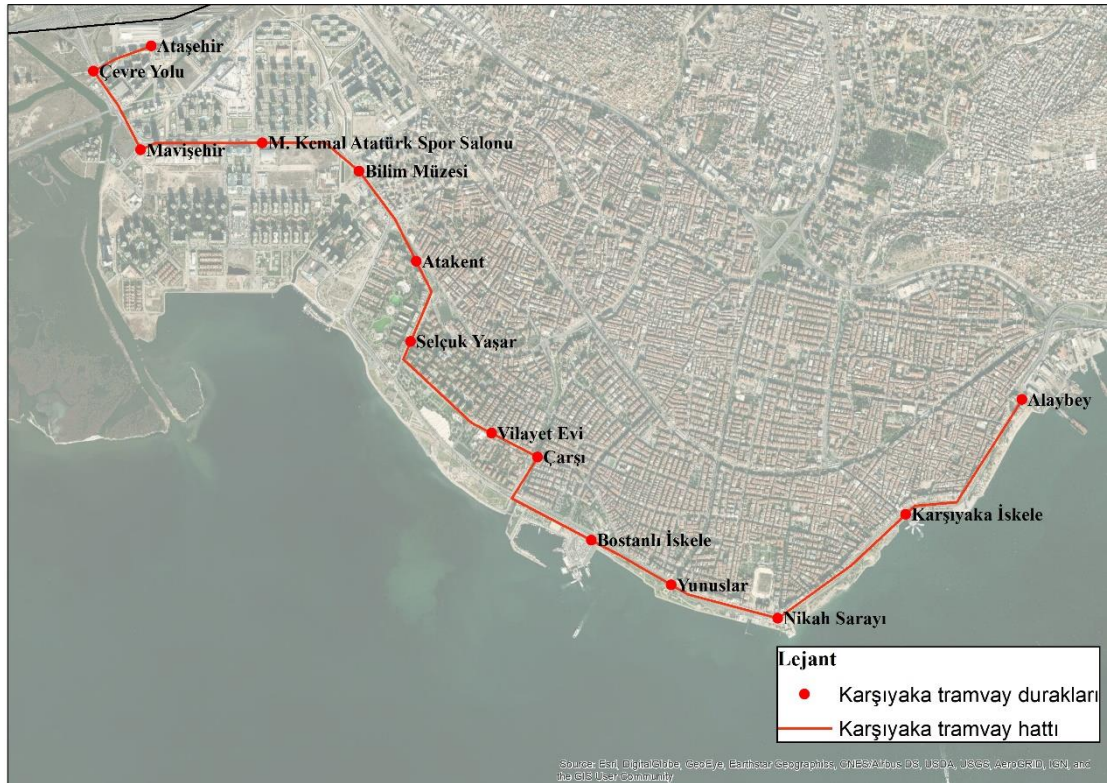 Ataşehir
Çevre Yolu
Mavişehir
M. Kemal Atatürk Spor Salonu
Bilim Müzesi
Atakent
Selçuk Yaşar
Alaybey
Vilayet Evi
Çarşı
Karşıyaka İskele
Bostanlı İskele
Yunuslar
Nikah Sarayı
Lejant
Karşıyaka tramvay durakları
Karşıyaka tramvay hattı
Source: Esri, DigitalGlobe, GeoEye, Earthstar Geographics, CNES/Airbus DS, USDA, USGS, AeroGRID, IGN, and
the GIS User Community